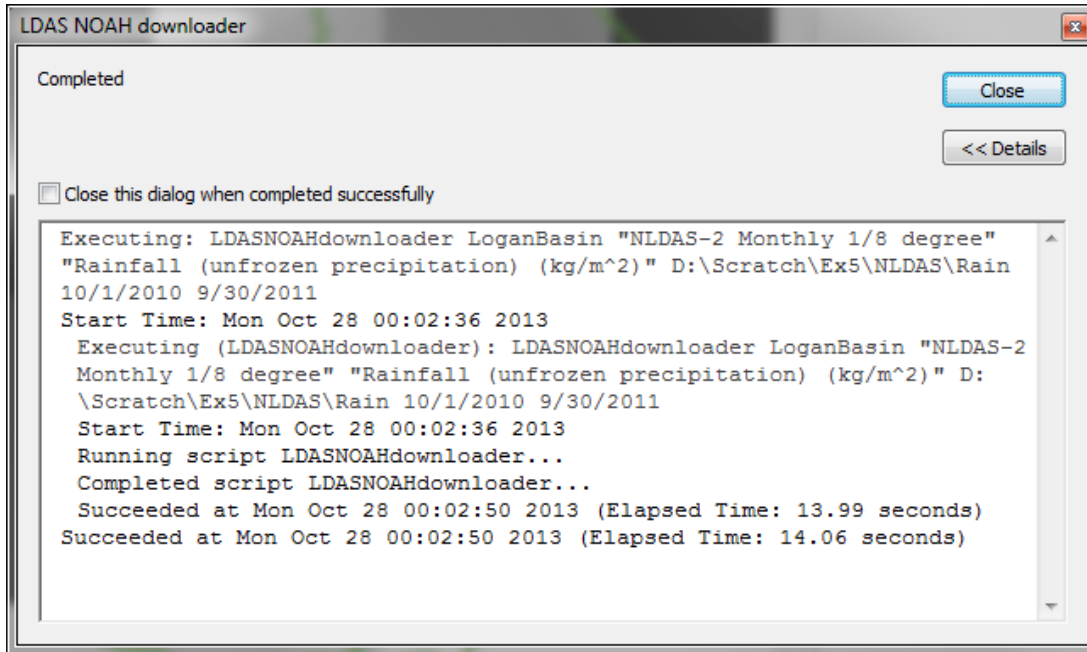 LDAS NOAH downloader
Completed
Close
<< Details
Close this dialog when completed successfully
Executing: LDASNOAHdownloader LoganBasin "NLDAS-2 Monthly 1/8 degree"
"Rainfall (unfrozen precipitation) (kg/m^2)" D:\Scratch\Ex5\NLDAS\Rain
10/1/2010 9/30/2011
Start Time: Mon Oct 28 00:02:36 2013
Executing (LDASNOAHdownloader): LDASNOAHdownloader LoganBasin "NLDAS-2
Monthly 1/8 degree" "Rainfall (unfrozen precipitation) (kg/m^2)" D:
\Scratch\Ex5\NLDAS\Rain 10/1/2010 9/30/2011
Start Time: Mon Oct 28 00:02:36 2013
Running script LDASNOAHdownloader...
Completed script LDASNOAHdownloader...
Succeeded at Mon Oct 28 00:02:50 2013 (Elapsed Time: 13.99 seconds)
Succeeded at Mon Oct 28 00:02:50 2013 (Elapsed Time: 14.06 seconds)